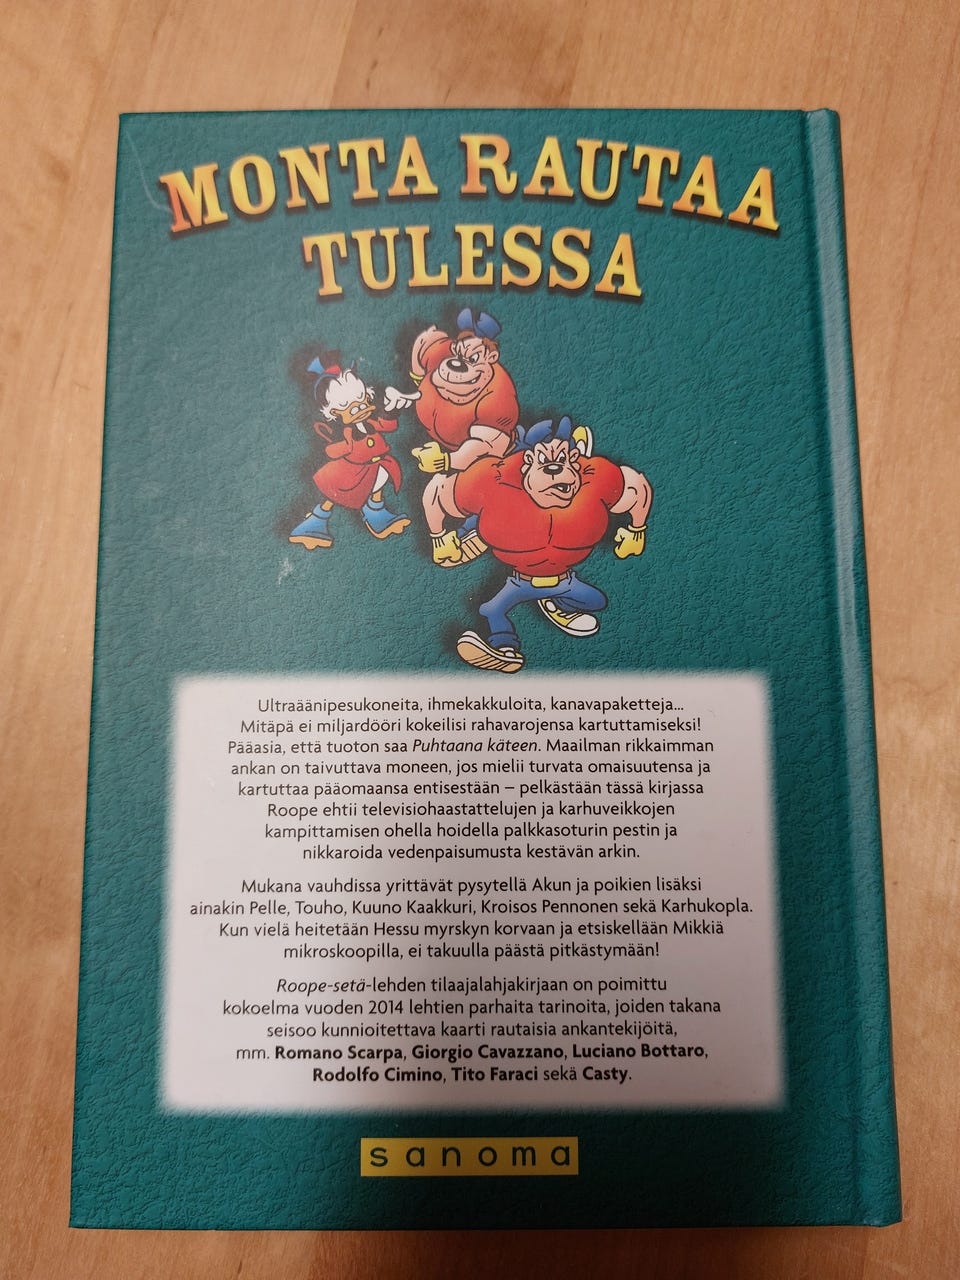 MONTA RAUTAA
TULESSA
Ultraäänipesukoneita, ihmekakkuloita, kanavapaketteja...
Mitäpä ei miljardööri kokeilisi rahavarojensa kartuttamiseksi!
Pääasia, että tuoton saa Puhtaana käteen. Maailman rikkaimman
ankan on taivuttava moneen, jos mielii turvata omaisuutensa ja
kartuttaa pääomaansa entisestään – pelkästään tässä kirjassa
Roope ehtii televisiohaastattelujen ja karhuveikkojen
kampittamisen ohella hoidella palkkasoturin pestin ja
nikkaroida vedenpaisumusta kestävän arkin.
Mukana vauhdissa yrittävät pysytellä Akun ja poikien lisäksi
ainakin Pelle, Touho, Kuuno Kaakkuri, Kroisos Pennonen sekä Karhukopla.
Kun vielä heitetään Hessu myrskyn korvaan ja etsiskellään Mikkiä
mikroskoopilla, ei takuulla päästä pitkästymään!
Roope-setä-lehden tilaajalahjakirjaan on poimittu
kokoelma vuoden 2014 lehtien parhaita tarinoita, joiden takana
seisoo kunnioitettava kaarti rautaisia ankantekijöitä,
mm. Romano Scarpa, Giorgio Cavazzano, Luciano Bottaro,
Rodolfo Cimino, Tito Faraci sekä Casty.
sanoma